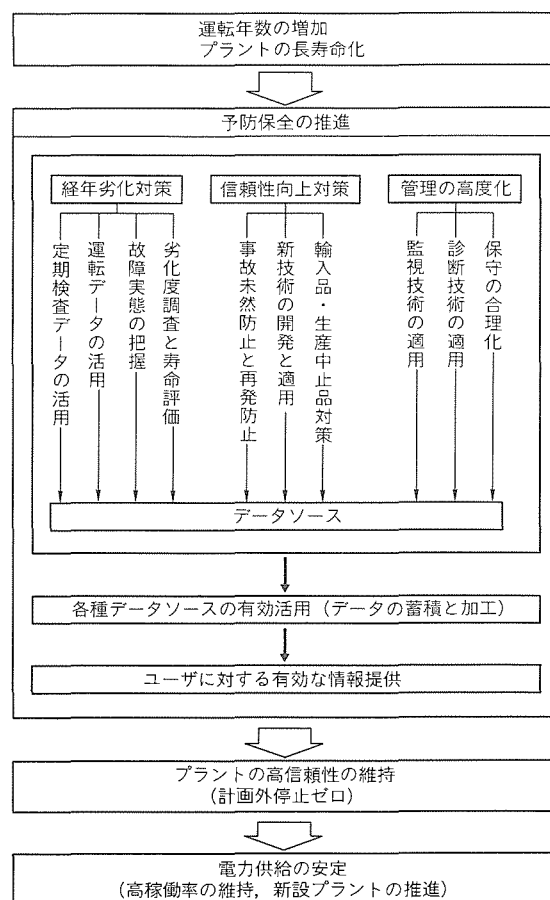 運転年数の増加
プラントの長寿命化
予防保全の推進
経年劣化対策
定期検査データの活用
運転データの活用
故障実態の把握
劣化度調査と寿命評価
信頼性向上対策
事故未然防止と再発防止
新技術の開発と適用
輸入品・生産中止品対策
管理の高度化
監視技術の適用
診断技術の適用
保守の合理化
データソース
各種データソースの有効活用（データの蓄積と加工）
ユーザに対する有効な情報提供
プラントの高信頼性の維持
(計画外停止ゼロ)
電力供給の安定
(高稼働率の維持，新設プラントの推進)